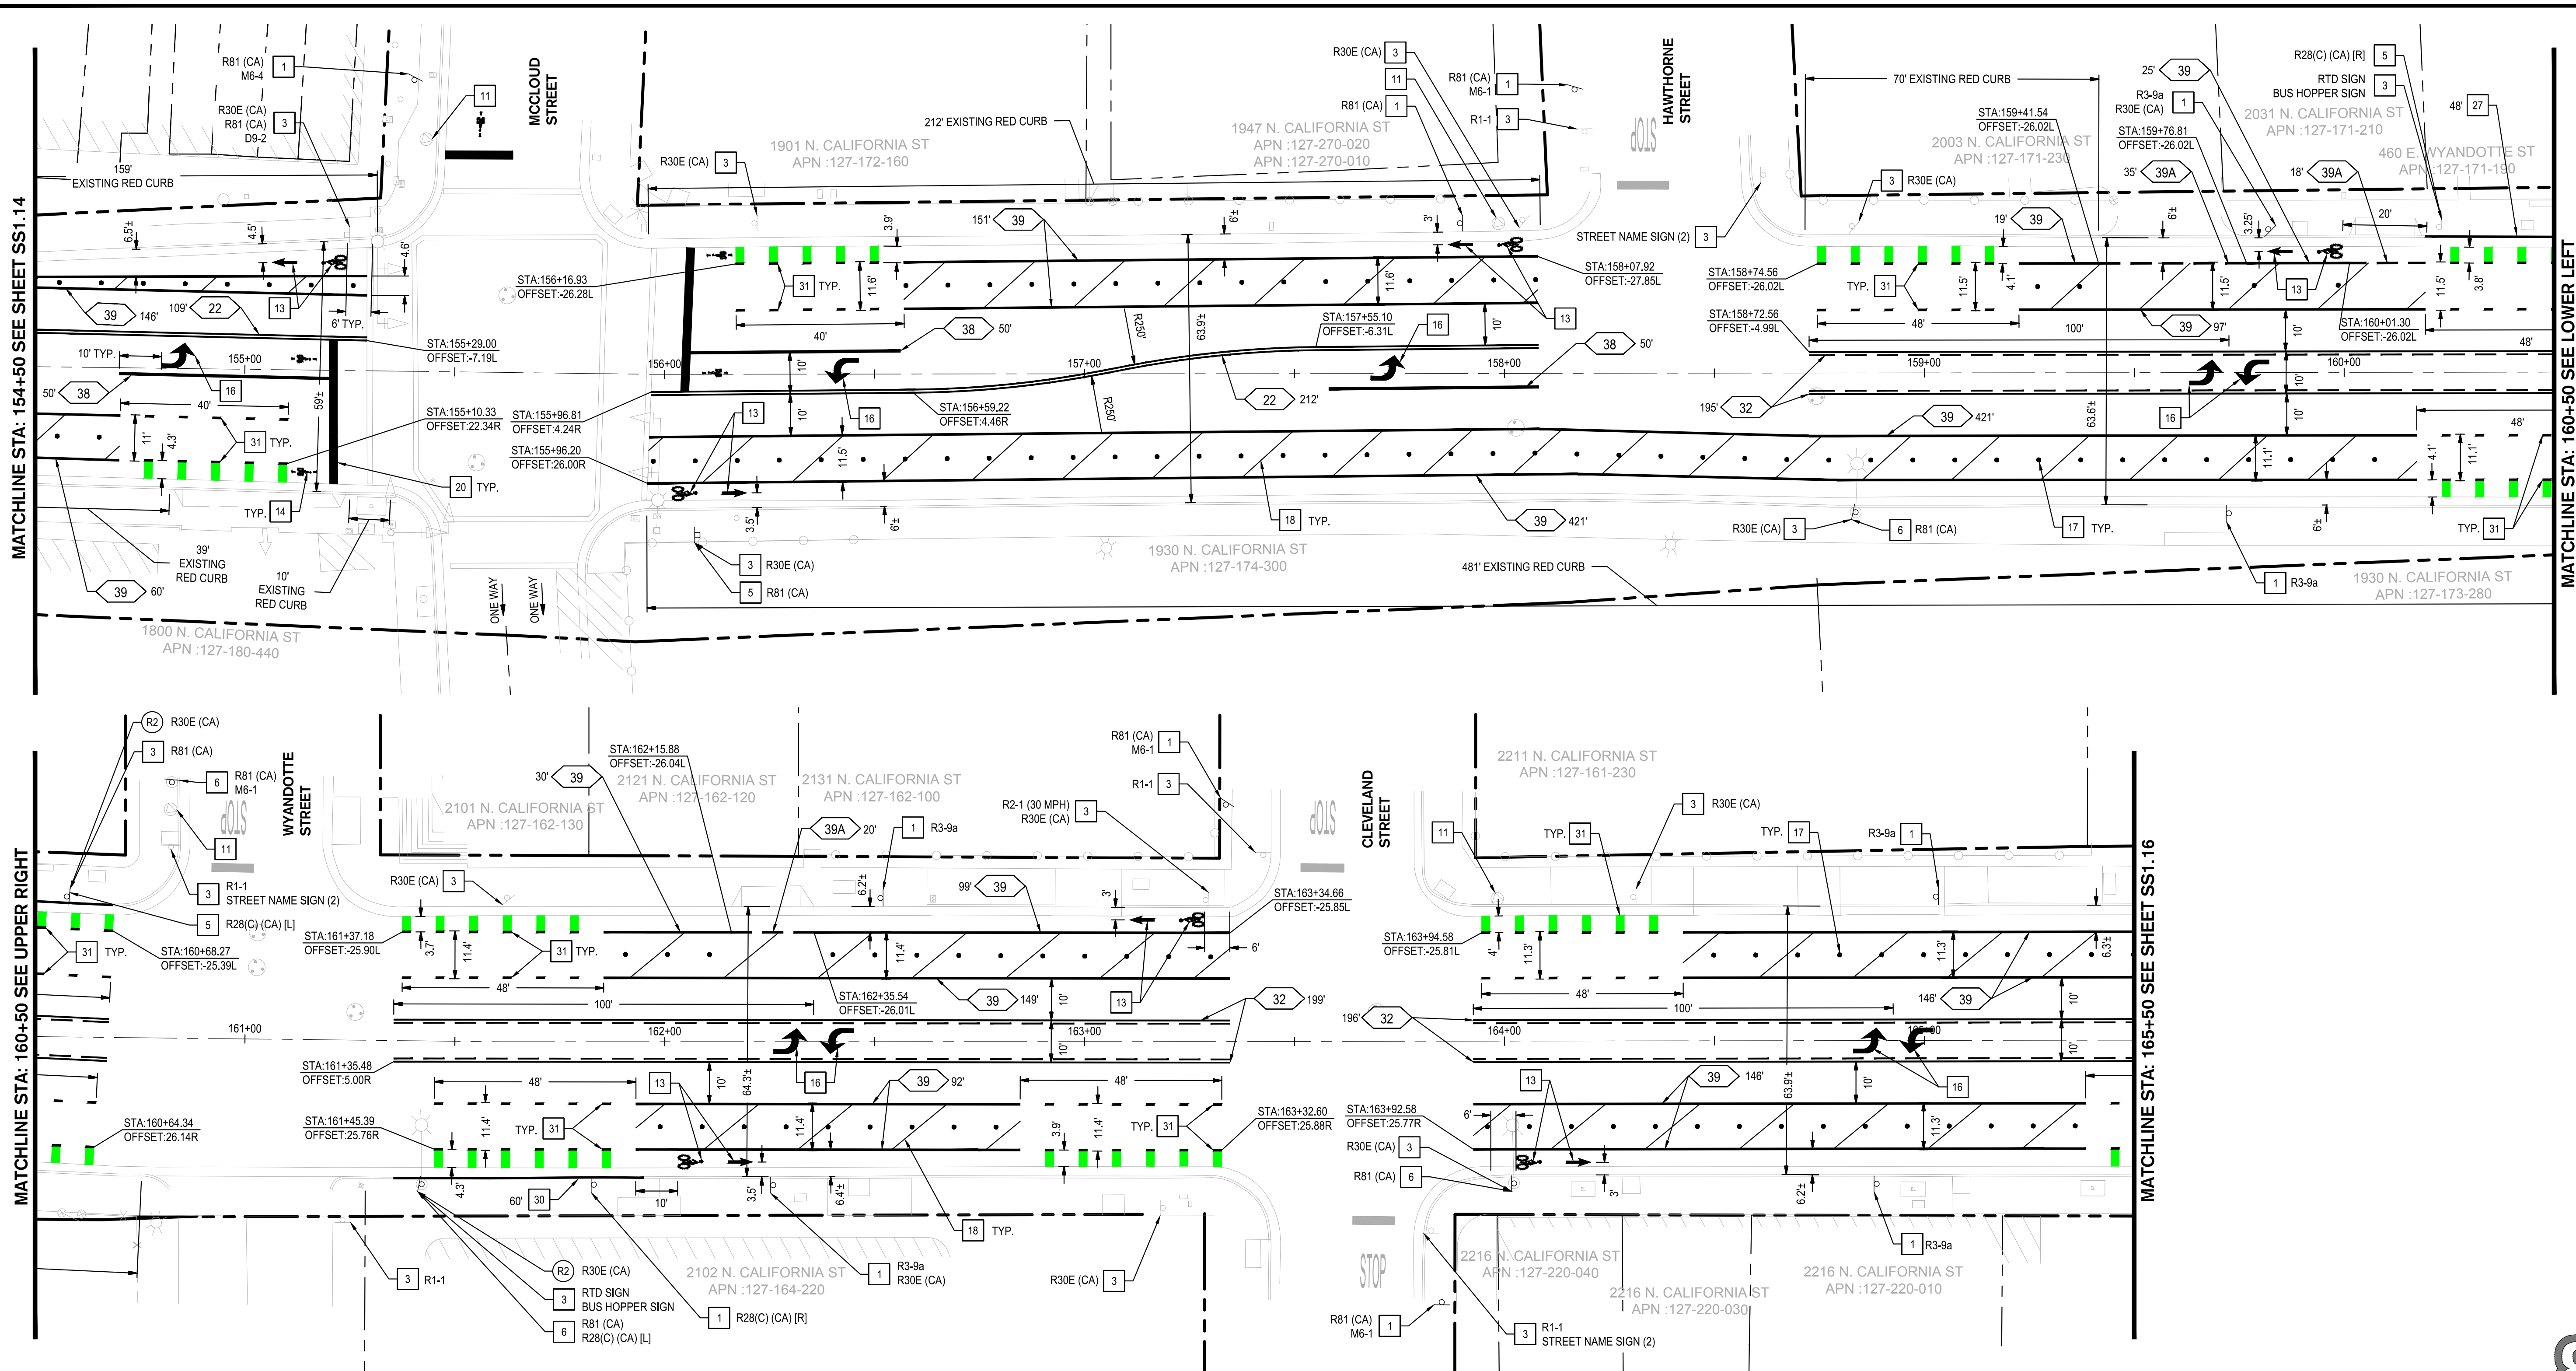 MATCHLINE STA: 154+50 SEE SHEET SS1.14
R81 (CA)
M6-4
1
R30E (CA)
R81 (CA)
D9-2
3
11
MCCLOUD
STREET
159'
EXISTING RED CURB
6.5'±
4.5'
4.6'
39
146'
109'
22
13
6' TYP.
10' TYP.
155+00
16
50'
38
40'
59'±
STA:155+29.00
OFFSET:-7.19L
STA:155+10.33
OFFSET:22.34R
11'
4.3'
31
TYP.
TYP.
14
20
TYP.
39'
EXISTING
RED CURB
10'
EXISTING
RED CURB
39
60'
1800 N. CALIFORNIA ST
APN :127-180-440
ONE WAY
ONE WAY
1901 N. CALIFORNIA ST
APN :127-172-160
212' EXISTING RED CURB
R30E (CA)
3
1947 N. CALIFORNIA ST
APN :127-270-020
APN :127-270-010
R30E (CA)
3
11
R81 (CA)
1
R81 (CA)
M6-1
1
R1-1
3
HAWTHORNE
STREET
STOP
STREET NAME SIGN (2)
3
151'
39
3.9'
6'±
3'
STA:156+16.93
OFFSET:-26.28L
31
TYP.
11.6'
11.6'
STA:158+07.92
OFFSET:-27.85L
13
40'
38
50'
R250'
63.9'±
STA:157+55.10
OFFSET:-6.31L
16
10'
38
50'
156+00
157+00
158+00
10'
10'
16
R250'
22
212'
STA:155+96.81
OFFSET:4.24R
STA:156+59.22
OFFSET:4.46R
STA:155+96.20
OFFSET:26.00R
13
11.5'
3.5'
6'±
18
TYP.
39
421'
3
R30E (CA)
5
R81 (CA)
1930 N. CALIFORNIA ST
APN :127-174-300
481' EXISTING RED CURB
70' EXISTING RED CURB
3
R30E (CA)
2003 N. CALIFORNIA ST
APN :127-171-230
25'
39
R3-9a
R30E (CA)
1
STA:159+41.54
OFFSET:-26.02L
STA:159+76.81
OFFSET:-26.02L
35'
39A
18'
39A
2031 N. CALIFORNIA ST
APN :127-171-210
R28(C) (CA) [R]
5
RTD SIGN
BUS HOPPER SIGN
3
48'
27
460 E. WYANDOTTE ST
APN :127-171-190
20'
19'
39
6'±
3.25'
STA:158+74.56
OFFSET:-26.02L
TYP.
31
11.5'
4.1'
11.5'
13
11.5'
3.8'
STA:158+72.56
OFFSET:-4.99L
48'
100'
39
97'
10'
STA:160+01.30
OFFSET:-26.02L
48'
159+00
160+00
195'
32
16
10'
10'
39
421'
63.6'±
48'
11.1'
4.1'
11.1'
R30E (CA)
3
6
R81 (CA)
17
TYP.
6'±
TYP.
31
1
R3-9a
1930 N. CALIFORNIA ST
APN :127-173-280
MATCHLINE STA: 160+50 SEE LOWER LEFT
MATCHLINE STA: 160+50 SEE UPPER RIGHT
R2
R30E (CA)
3
R81 (CA)
6
R81 (CA)
M6-1
STOP
WYANDOTTE
STREET
11
3
R1-1
STREET NAME SIGN (2)
5
R28(C) (CA) [L]
31
TYP.
STA:160+68.27
OFFSET:-25.39L
161+00
STA:160+64.34
OFFSET:26.14R
STA:162+15.88
OFFSET:-26.04L
30'
39
2101 N. CALIFORNIA ST
APN :127-162-130
2121 N. CALIFORNIA ST
APN :127-162-120
2131 N. CALIFORNIA ST
APN :127-162-100
39A
20'
1
R3-9a
R30E (CA)
3
6.2'±
99'
39
R2-1 (30 MPH)
R30E (CA)
3
R81 (CA)
M6-1
1
R1-1
3
3'
STA:163+34.66
OFFSET:-25.85L
STA:161+37.18
OFFSET:-25.90L
3.7'
11.4'
31
TYP.
11.4'
6'
48'
100'
STA:162+35.54
OFFSET:-26.01L
39
149'
10'
13
32
199'
162+00
163+00
10'
STA:161+35.48
OFFSET:5.00R
16
48'
13
10'
64.3'±
39
92'
48'
STA:161+45.39
OFFSET:25.76R
11.4'
TYP.
31
11.4'
3.9'
11.4'
TYP.
31
STA:163+32.60
OFFSET:25.88R
4.3'
60'
30
10'
3.5'
6.4'±
18
TYP.
3
R1-1
R2
R30E (CA)
3
RTD SIGN
BUS HOPPER SIGN
6
R81 (CA)
R28(C) (CA) [L]
2102 N. CALIFORNIA ST
APN :127-164-220
1
R28(C) (CA) [R]
1
R3-9a
R30E (CA)
R30E (CA)
3
STOP
CLEVELAND
STREET
2211 N. CALIFORNIA ST
APN :127-161-230
11
TYP.
31
3
R30E (CA)
TYP.
17
R3-9a
1
STA:163+94.58
OFFSET:-25.81L
4'
11.3'
11.3'
6.3'±
48'
100'
146'
39
10'
196'
32
164+00
165+00
10'
13
16
39
146'
63.9'±
10'
STA:163+92.58
OFFSET:25.77R
6'
11.3'
R30E (CA)
3
R81 (CA)
6
3'
6.2'±
1
R3-9a
STOP
2216 N. CALIFORNIA ST
APN :127-220-040
2216 N. CALIFORNIA ST
APN :127-220-030
2216 N. CALIFORNIA ST
APN :127-220-010
R81 (CA)
M6-1
1
3
R1-1
STREET NAME SIGN (2)
MATCHLINE STA: 165+50 SEE SHEET SS1.16